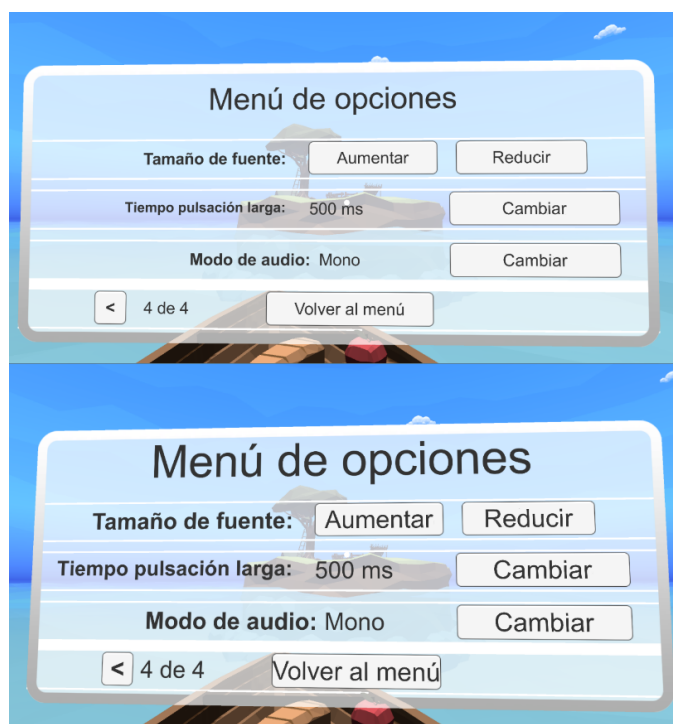 Menú de opciones
Tamaño de fuente: Aumentar Reducir
Tiempo pulsación larga: 500 ms Cambiar
Modo de audio: Mono Cambiar
< 4 de 4 Volver al menú
Menú de opciones
Tamaño de fuente: Aumentar Reducir
Tiempo pulsación larga: 500 ms Cambiar
Modo de audio: Mono Cambiar
< 4 de 4 Volver al menú